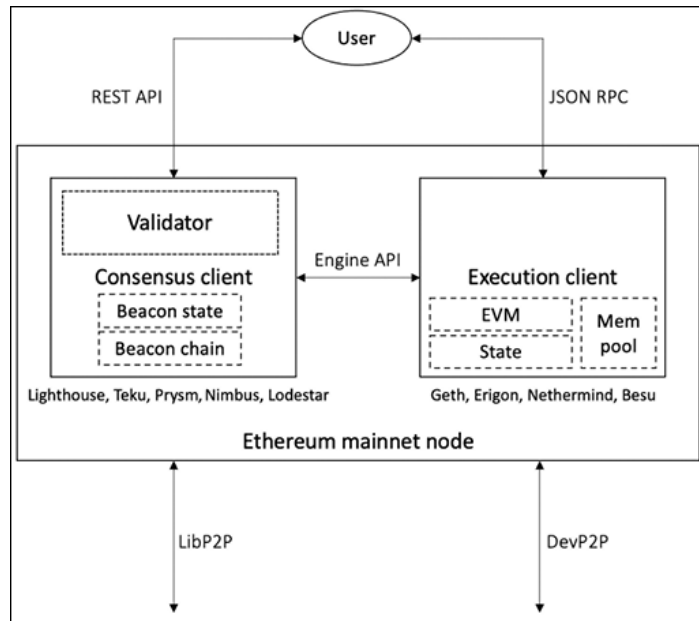 User
REST API
JSON RPC
Validator
Consensus client
Beacon state
Beacon chain
Engine API
Execution client
EVM
State
Mem
pool
Lighthouse, Teku, Prysm, Nimbus, Lodestar
Geth, Erigon, Nethermind, Besu
Ethereum mainnet node
LibP2P
DevP2P